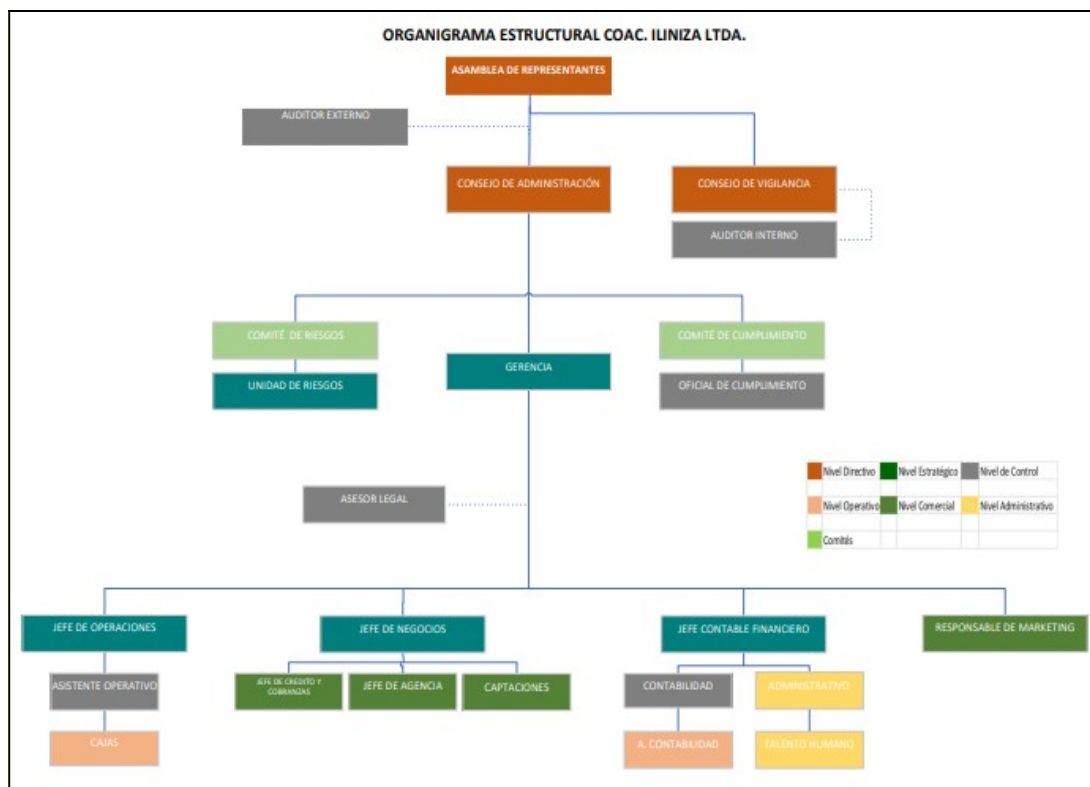 ORGANIGRAMA ESTRUCTURAL COAC. ILINIZA LTDA.
ASAMBLEA DE REPRESENTANTES
AUDITOR EXTERNO
CONSEJO DE ADMINISTRACIÓN
CONSEJO DE VIGILANCIA
AUDITOR INTERNO
COMITÉ DE RIESGOS
COMITÉ DE CUMPLIMIENTO
GERENCIA
UNIDAD DE RIESGOS
OFICIAL DE CUMPLIMIENTO
Nivel Directivo
Nivel Estratégico
Nivel de Control
ASESOR LEGAL
Nivel Operativo
Nivel Comercial
Nivel Administrativo
Comités
JEFE DE OPERACIONES
JEFE DE NEGOCIOS
JEFE CONTABLE FINANCIERO
RESPONSABLE DE MARKETING
ASISTENTE OPERATIVO
JEFE DE CREDITO Y
COBRANZAS
JEFE DE AGENCIA
CAPTACIONES
CONTABILIDAD
ADMINISTRATIVO
CAJAS
A. CONTABILIDAD
TALENTO HUMANO